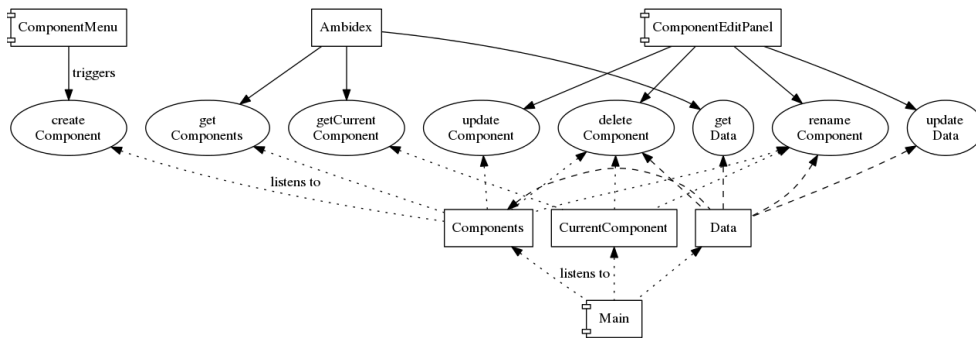 ComponentMenu
Ambidex
ComponentEditPanel
triggers
create
Component
get
Components
getCurrent
Component
update
Component
delete
Component
get
Data
rename
Component
update
Data
listens to
Components
CurrentComponent
Data
listens to
Main